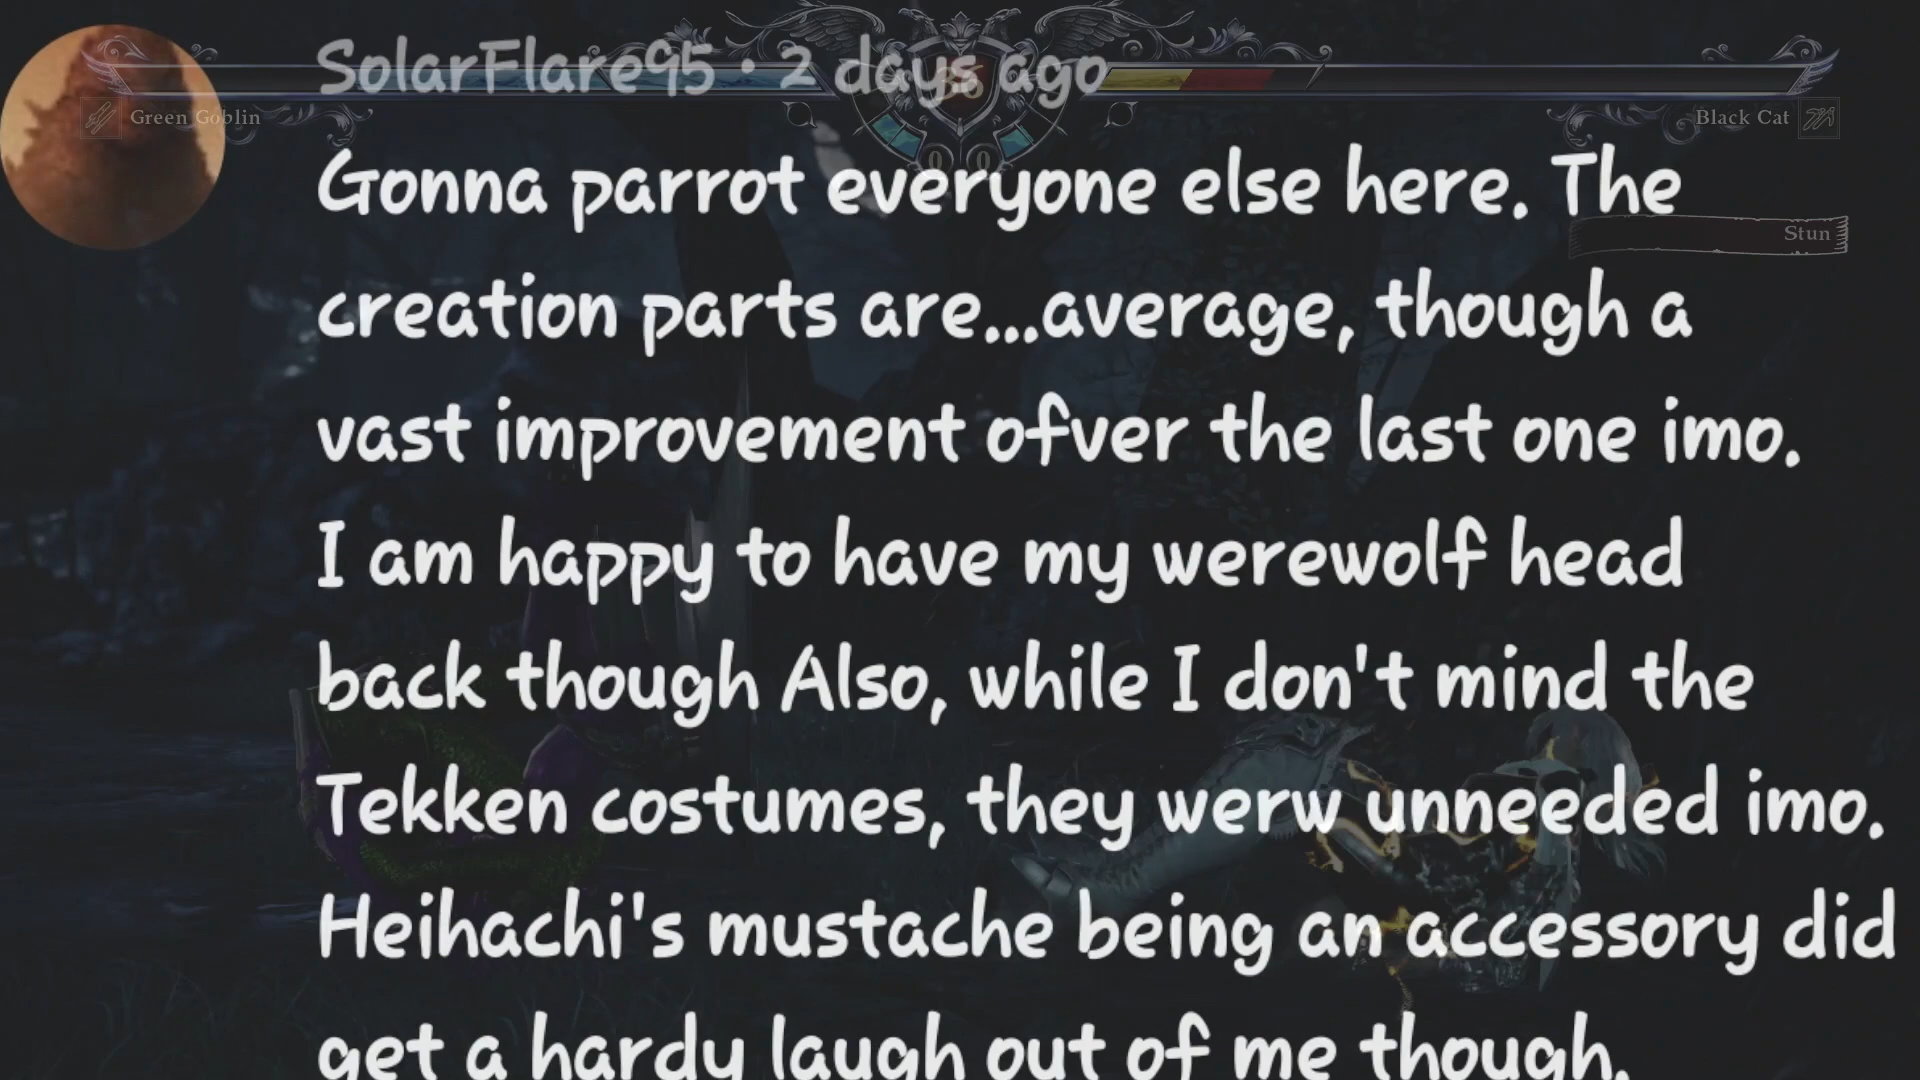 SolarFlare95 • 2 days ago
36
Green Goblin
Black Cat
0 0
Gonna parrot everyone else here. The
Stun
creation parts are...average, though a
vast improvement ofver the last one imo.
I am happy to have my werewolf head
back though Also, while I don't mind the
Tekken costumes, they werw unneeded imo.
Heihachi's mustache being an accessory did
get a hardy laugh out of me though.